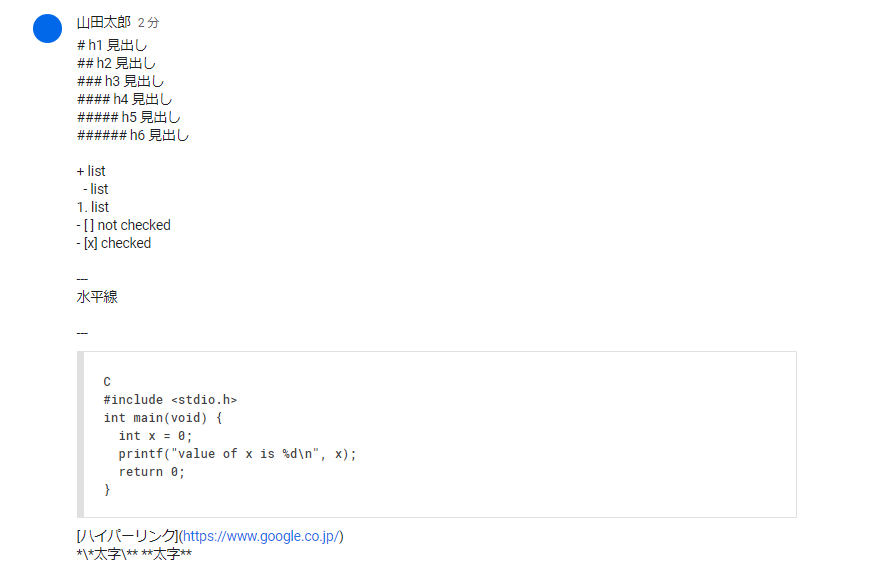 山田太郎 2 分
# h1 見出し
## h2 見出し
### h3 見出し
#### h4 見出し
##### h5 見出し
###### h6 見出し
+ list
  - list
1. list
- [ ] not checked
- [x] checked
---
水平線
---
C
#include <stdio.h>
int main(void) {
  int x = 0;
  printf("value of x is %d\n", x);
  return 0;
}
[ハイパーリンク](https://www.google.co.jp/)
*\*太字\** **太字**